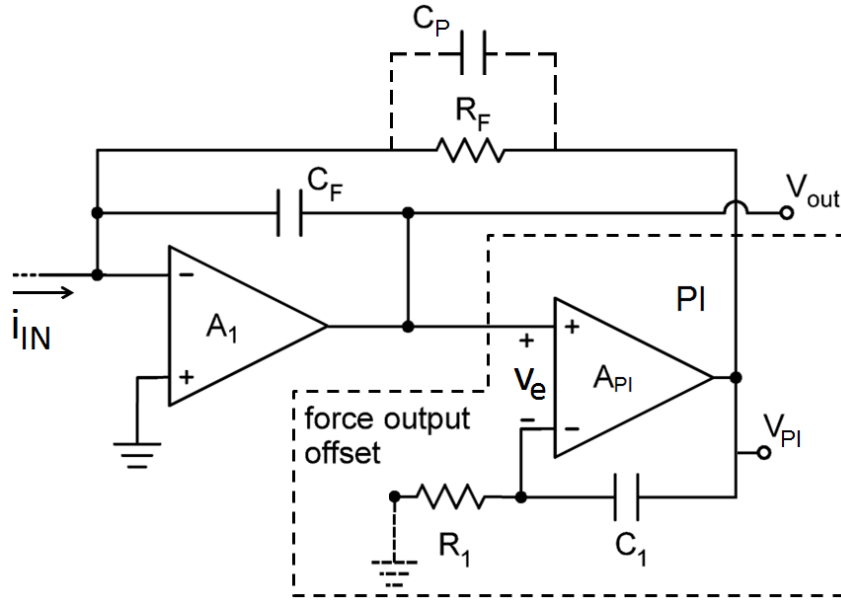 C_P
R_F
C_F
V_out
i_IN
−
A_1
+
PI
+
v_e
−
+
A_PI
−
force output
offset
V_PI
R_1
C_1